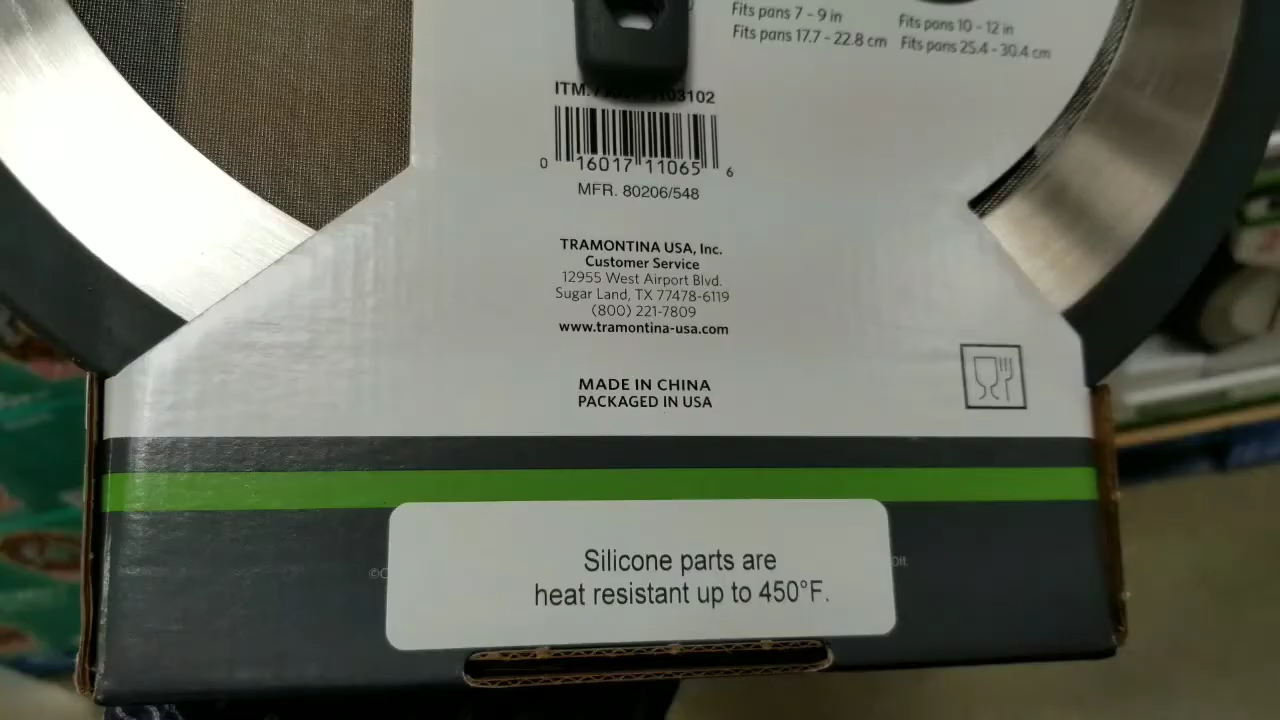 Fits pans 7 - 9 in
Fits pans 17.7 - 22.8 cm
Fits pans 10 - 12 in
Fits pans 25.4 - 30.4 cm
ITM. 03102
0 16017 11065 6
MFR. 80206/548
TRAMONTINA USA, Inc.
Customer Service
12955 West Airport Blvd.
Sugar Land, TX 77478-6119
(800) 221-7809
www.tramontina-usa.com
MADE IN CHINA
PACKAGED IN USA
Silicone parts are
heat resistant up to 450°F.